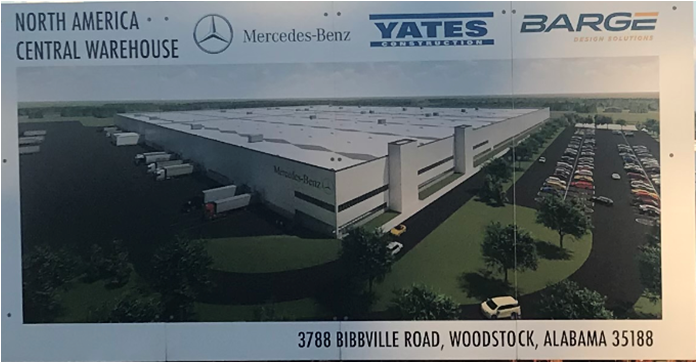 NORTH AMERICA
CENTRAL WAREHOUSE
Mercedes-Benz
YATES
CONSTRUCTION
BARGE
DESIGN SOLUTIONS
Mercedes-Benz
3788 BIBBVILLE ROAD, WOODSTOCK, ALABAMA 35188